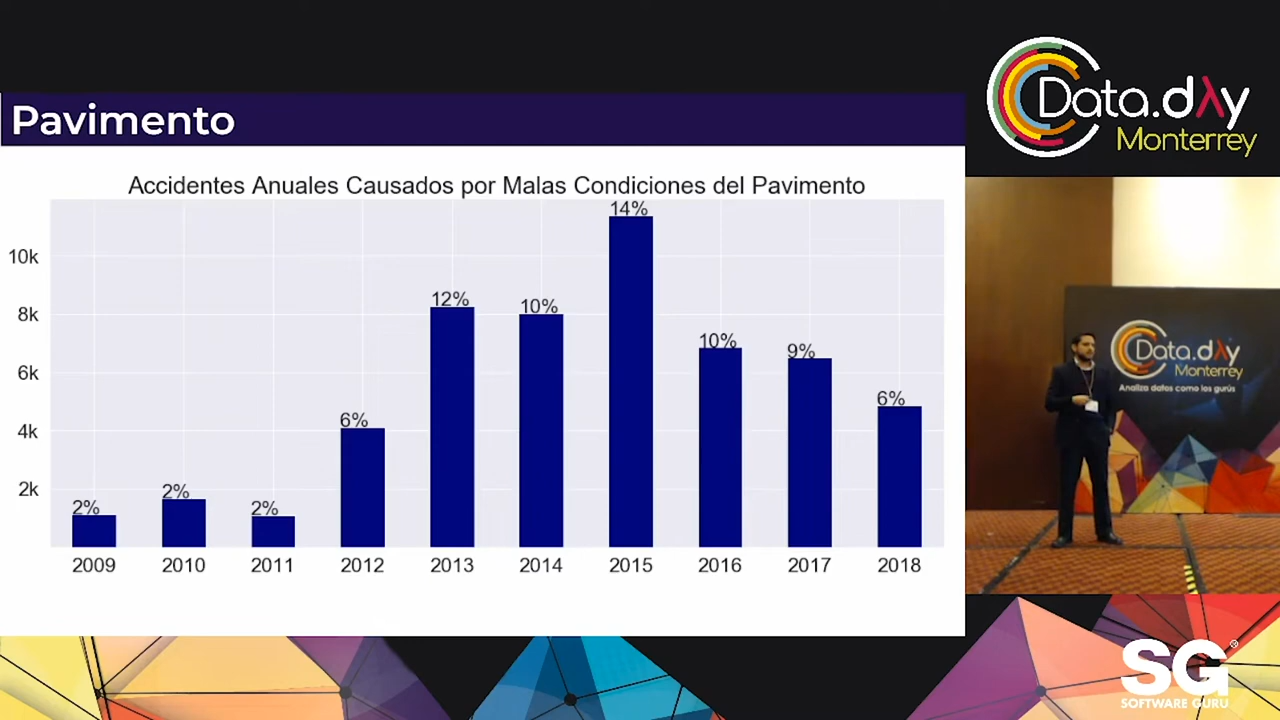 Pavimento
Accidentes Anuales Causados por Malas Condiciones del Pavimento
10k
8k
6k
4k
2k
2%
2%
2%
6%
12%
10%
14%
10%
9%
6%
2009
2010
2011
2012
2013
2014
2015
2016
2017
2018
Data.dλy
Monterrey
Data.dλy
Monterrey
Analiza datos como los gurús
SG®
SOFTWARE GURU